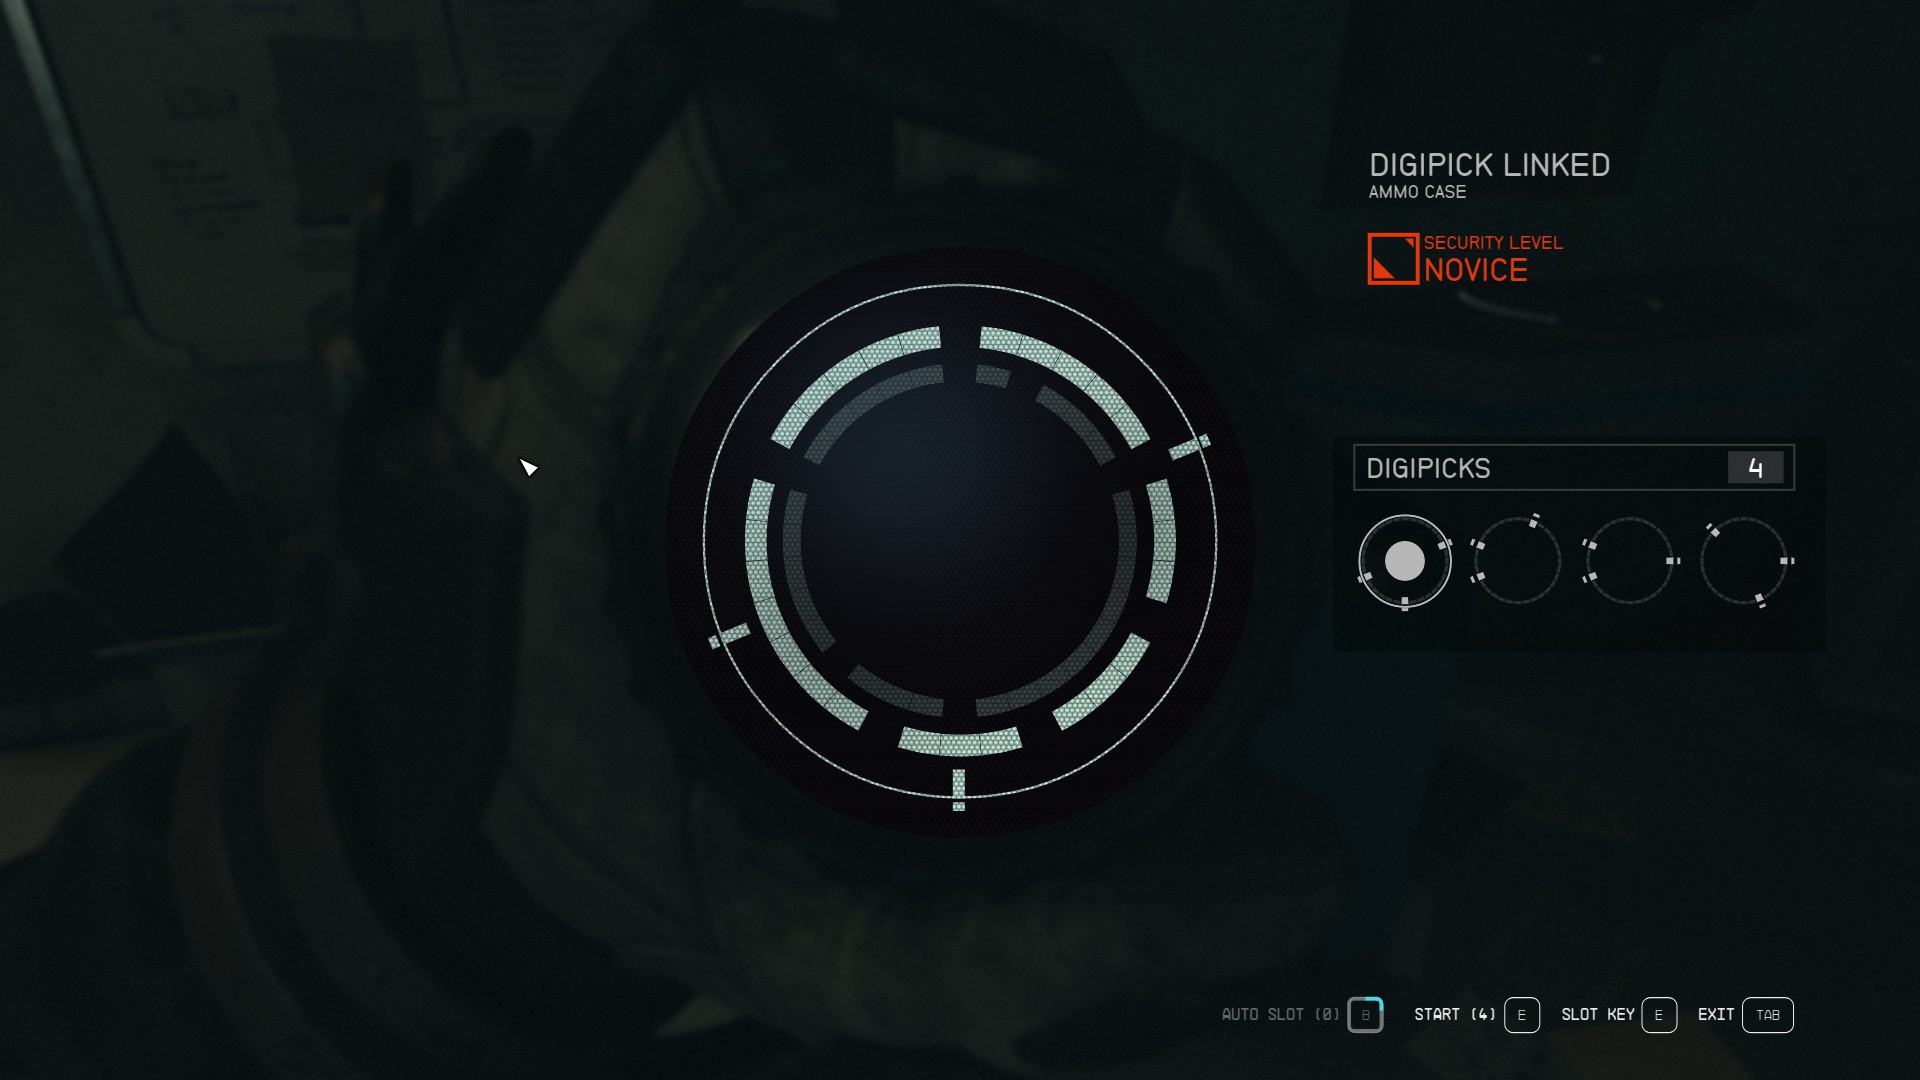 DIGIPICK LINKED
AMMO CASE
SECURITY LEVEL
NOVICE
DIGIPICKS 4
AUTO SLOT (0) B START (4) E SLOT KEY E EXIT TAB